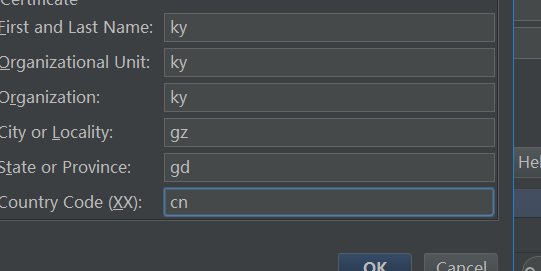 Certificate
First and Last Name: ky
Organizational Unit: ky
Organization: ky
City or Locality: gz
State or Province: gd
Country Code (XX): cn
OK Cancel